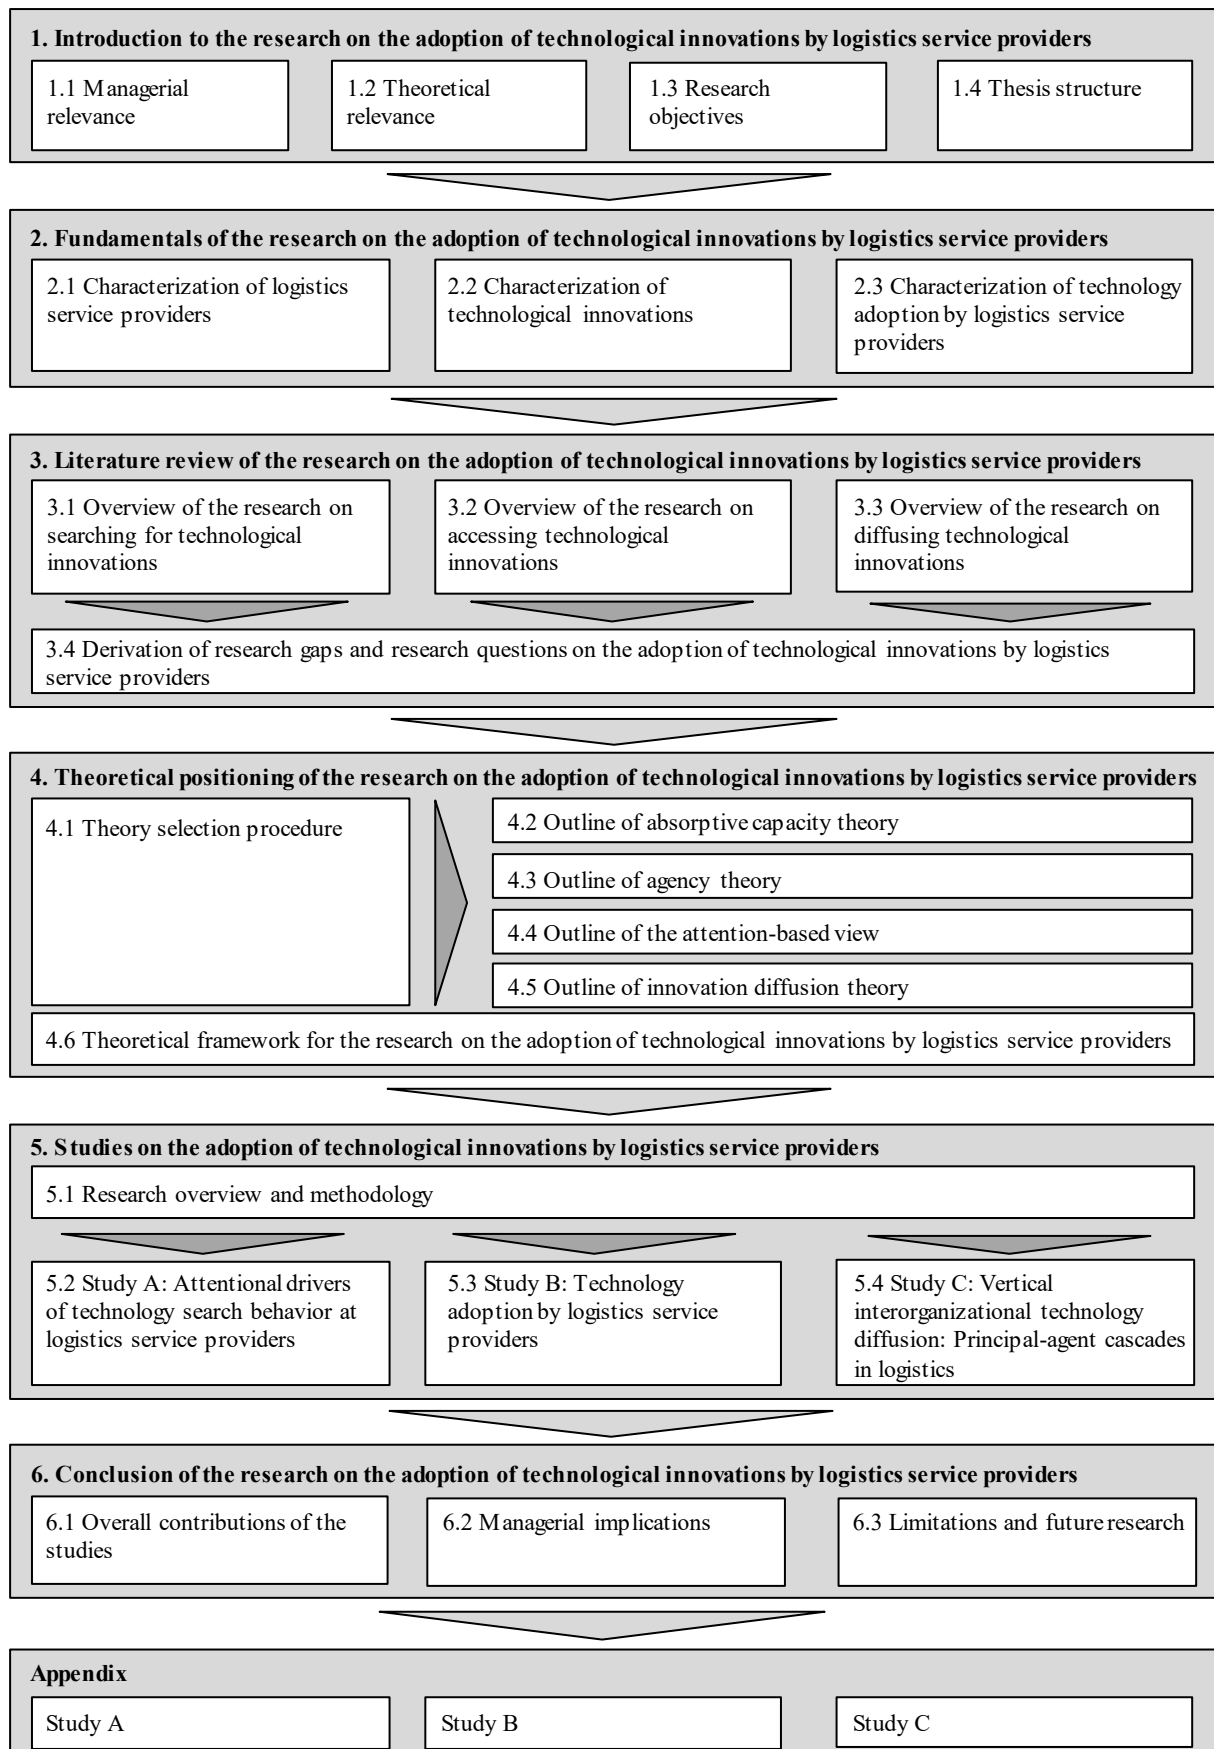 1. Introduction to the research on the adoption of technological innovations by logistics service providers
1.1 Managerial
relevance
1.2 Theoretical
relevance
1.3 Research
objectives
1.4 Thesis structure
2. Fundamentals of the research on the adoption of technological innovations by logistics service providers
2.1 Characterization of logistics
service providers
2.2 Characterization of
technological innovations
2.3 Characterization of technology
adoption by logistics service
providers
3. Literature review of the research on the adoption of technological innovations by logistics service providers
3.1 Overview of the research on
searching for technological
innovations
3.2 Overview of the research on
accessing technological
innovations
3.3 Overview of the research on
diffusing technological
innovations
3.4 Derivation of research gaps and research questions on the adoption of technological innovations by logistics
service providers
4. Theoretical positioning of the research on the adoption of technological innovations by logistics service providers
4.1 Theory selection procedure
4.2 Outline of absorptive capacity theory
4.3 Outline of agency theory
4.4 Outline of the attention-based view
4.5 Outline of innovation diffusion theory
4.6 Theoretical framework for the research on the adoption of technological innovations by logistics service providers
5. Studies on the adoption of technological innovations by logistics service providers
5.1 Research overview and methodology
5.2 Study A: Attentional drivers
of technology search behavior at
logistics service providers
5.3 Study B: Technology
adoption by logistics service
providers
5.4 Study C: Vertical
interorganizational technology
diffusion: Principal-agent cascades
in logistics
6. Conclusion of the research on the adoption of technological innovations by logistics service providers
6.1 Overall contributions of the
studies
6.2 Managerial implications
6.3 Limitations and future research
Appendix
Study A
Study B
Study C